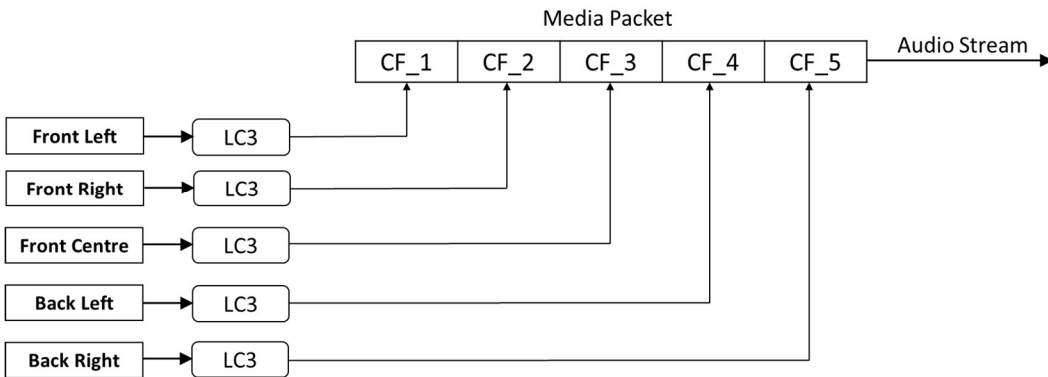 Media Packet
CF_1 CF_2 CF_3 CF_4 CF_5
Audio Stream
Front Left LC3
Front Right LC3
Front Centre LC3
Back Left LC3
Back Right LC3